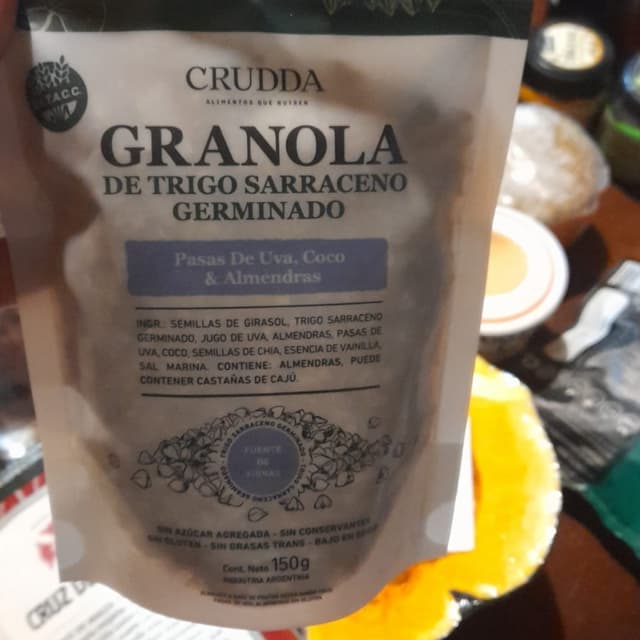 CRUDDA
ALIMENTOS QUE NUTREN
GRANOLA
DE TRIGO SARRACENO
GERMINADO
Pasas De Uva, Coco
& Almendras
INGR.: SEMILLAS DE GIRASOL, TRIGO SARRACENO
GERMINADO, JUGO DE UVA, ALMENDRAS, PASAS DE
UVA, COCO, SEMILLAS DE CHIA, ESENCIA DE VAINILLA,
SAL MARINA. CONTIENE: ALMENDRAS, PUEDE
CONTENER CASTAÑAS DE CAJÚ.
TRIGO SARRACENO
FUENTE
DE
FIBRAS
SIN AZÚCAR AGREGADA - SIN CONSERVANTES
SIN GLUTEN - SIN GRASAS TRANS - BAJO EN
Cont. Neto 150g
INDUSTRIA ARGENTINA
CRUZ